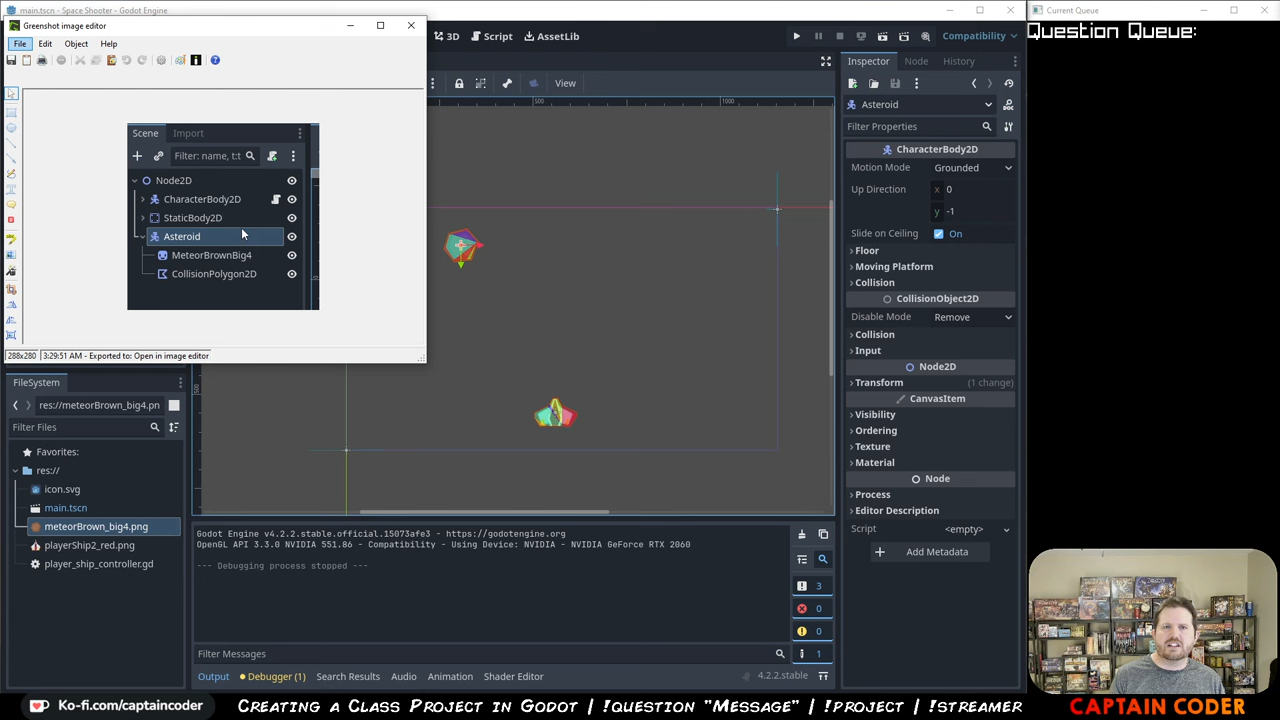 main.tscn - Space Shooter - Godot Engine
Current Queue
Greenshot image editor
File Edit Object Help
3D Script AssetLib
Compatibility
Question Queue:
View
Inspector Node History
Asteroid
Filter Properties
CharacterBody2D
Motion Mode Grounded
Up Direction x 0
y -1
Slide on Ceiling On
Floor
Moving Platform
Collision
CollisionObject2D
Disable Mode Remove
Collision
Input
Node2D
Transform (1 change)
CanvasItem
Visibility
Ordering
Texture
Material
Node
Process
Editor Description
Script <empty>
Add Metadata
500 1000
Scene Import
Filter: name, t:t
Node2D
CharacterBody2D
StaticBody2D
Asteroid
MeteorBrownBig4
CollisionPolygon2D
288x280 3:29:51 AM - Exported to: Open in image editor
FileSystem
res://meteorBrown_big4.pn
Filter Files
Favorites:
res://
icon.svg
main.tscn
meteorBrown_big4.png
playerShip2_red.png
player_ship_controller.gd
500
Godot Engine v4.2.2.stable.official.15073afe3 - https://godotengine.org
OpenGL API 3.3.0 NVIDIA 551.86 - Compatibility - Using Device: NVIDIA - NVIDIA GeForce RTX 2060
--- Debugging process stopped ---
3
0
0
1
Filter Messages
Output Debugger (1) Search Results Audio Animation Shader Editor
4.2.2.stable
Ko-fi.com/captaincoder
Creating a Class Project in Godot | !question "Message" | !project | !streamer
CAPTAIN CODER